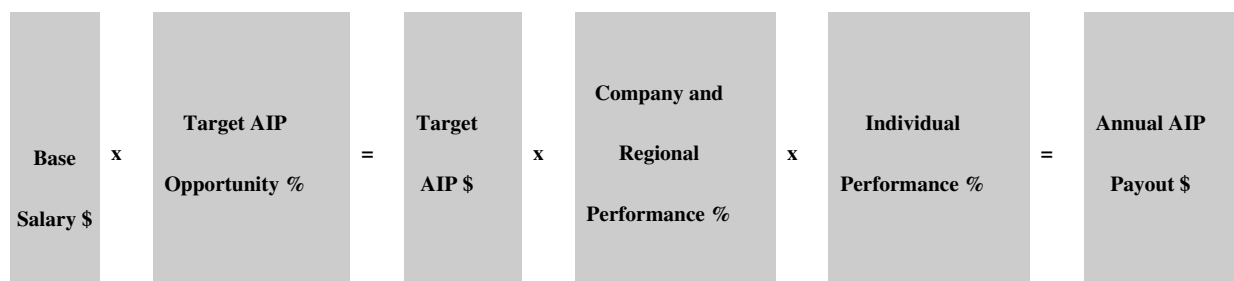 Base
Salary $
x
Target AIP
Opportunity %
=
Target
AIP $
x
Company and
Regional
Performance %
x
Individual
Performance %
=
Annual AIP
Payout $